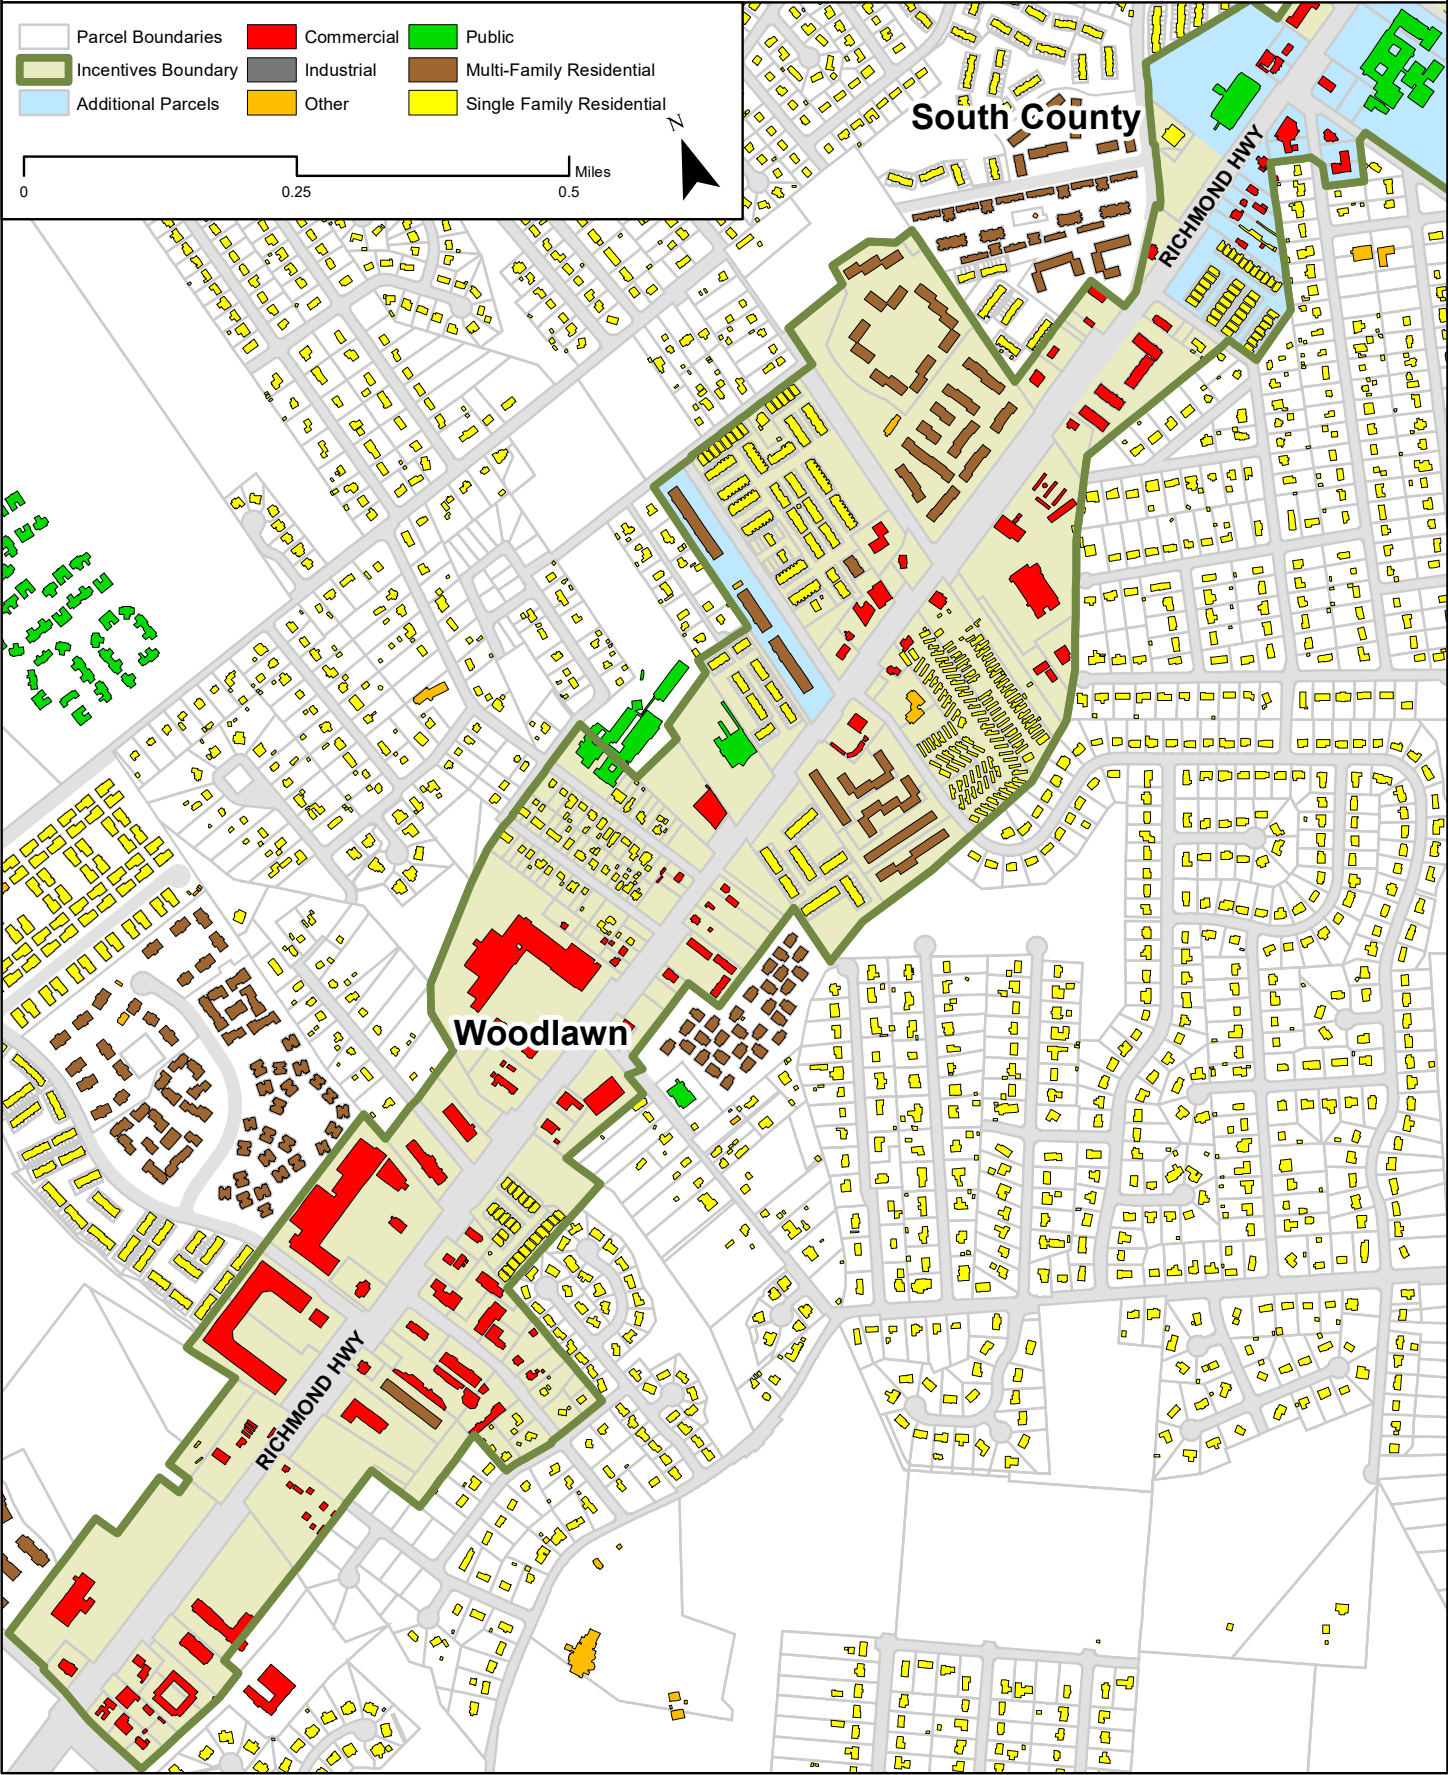 Parcel Boundaries Commercial Public
Incentives Boundary Industrial Multi-Family Residential
Additional Parcels Other Single Family Residential
N
Miles
0 0.25 0.5
South County
RICHMOND HWY
Woodlawn
RICHMOND HWY